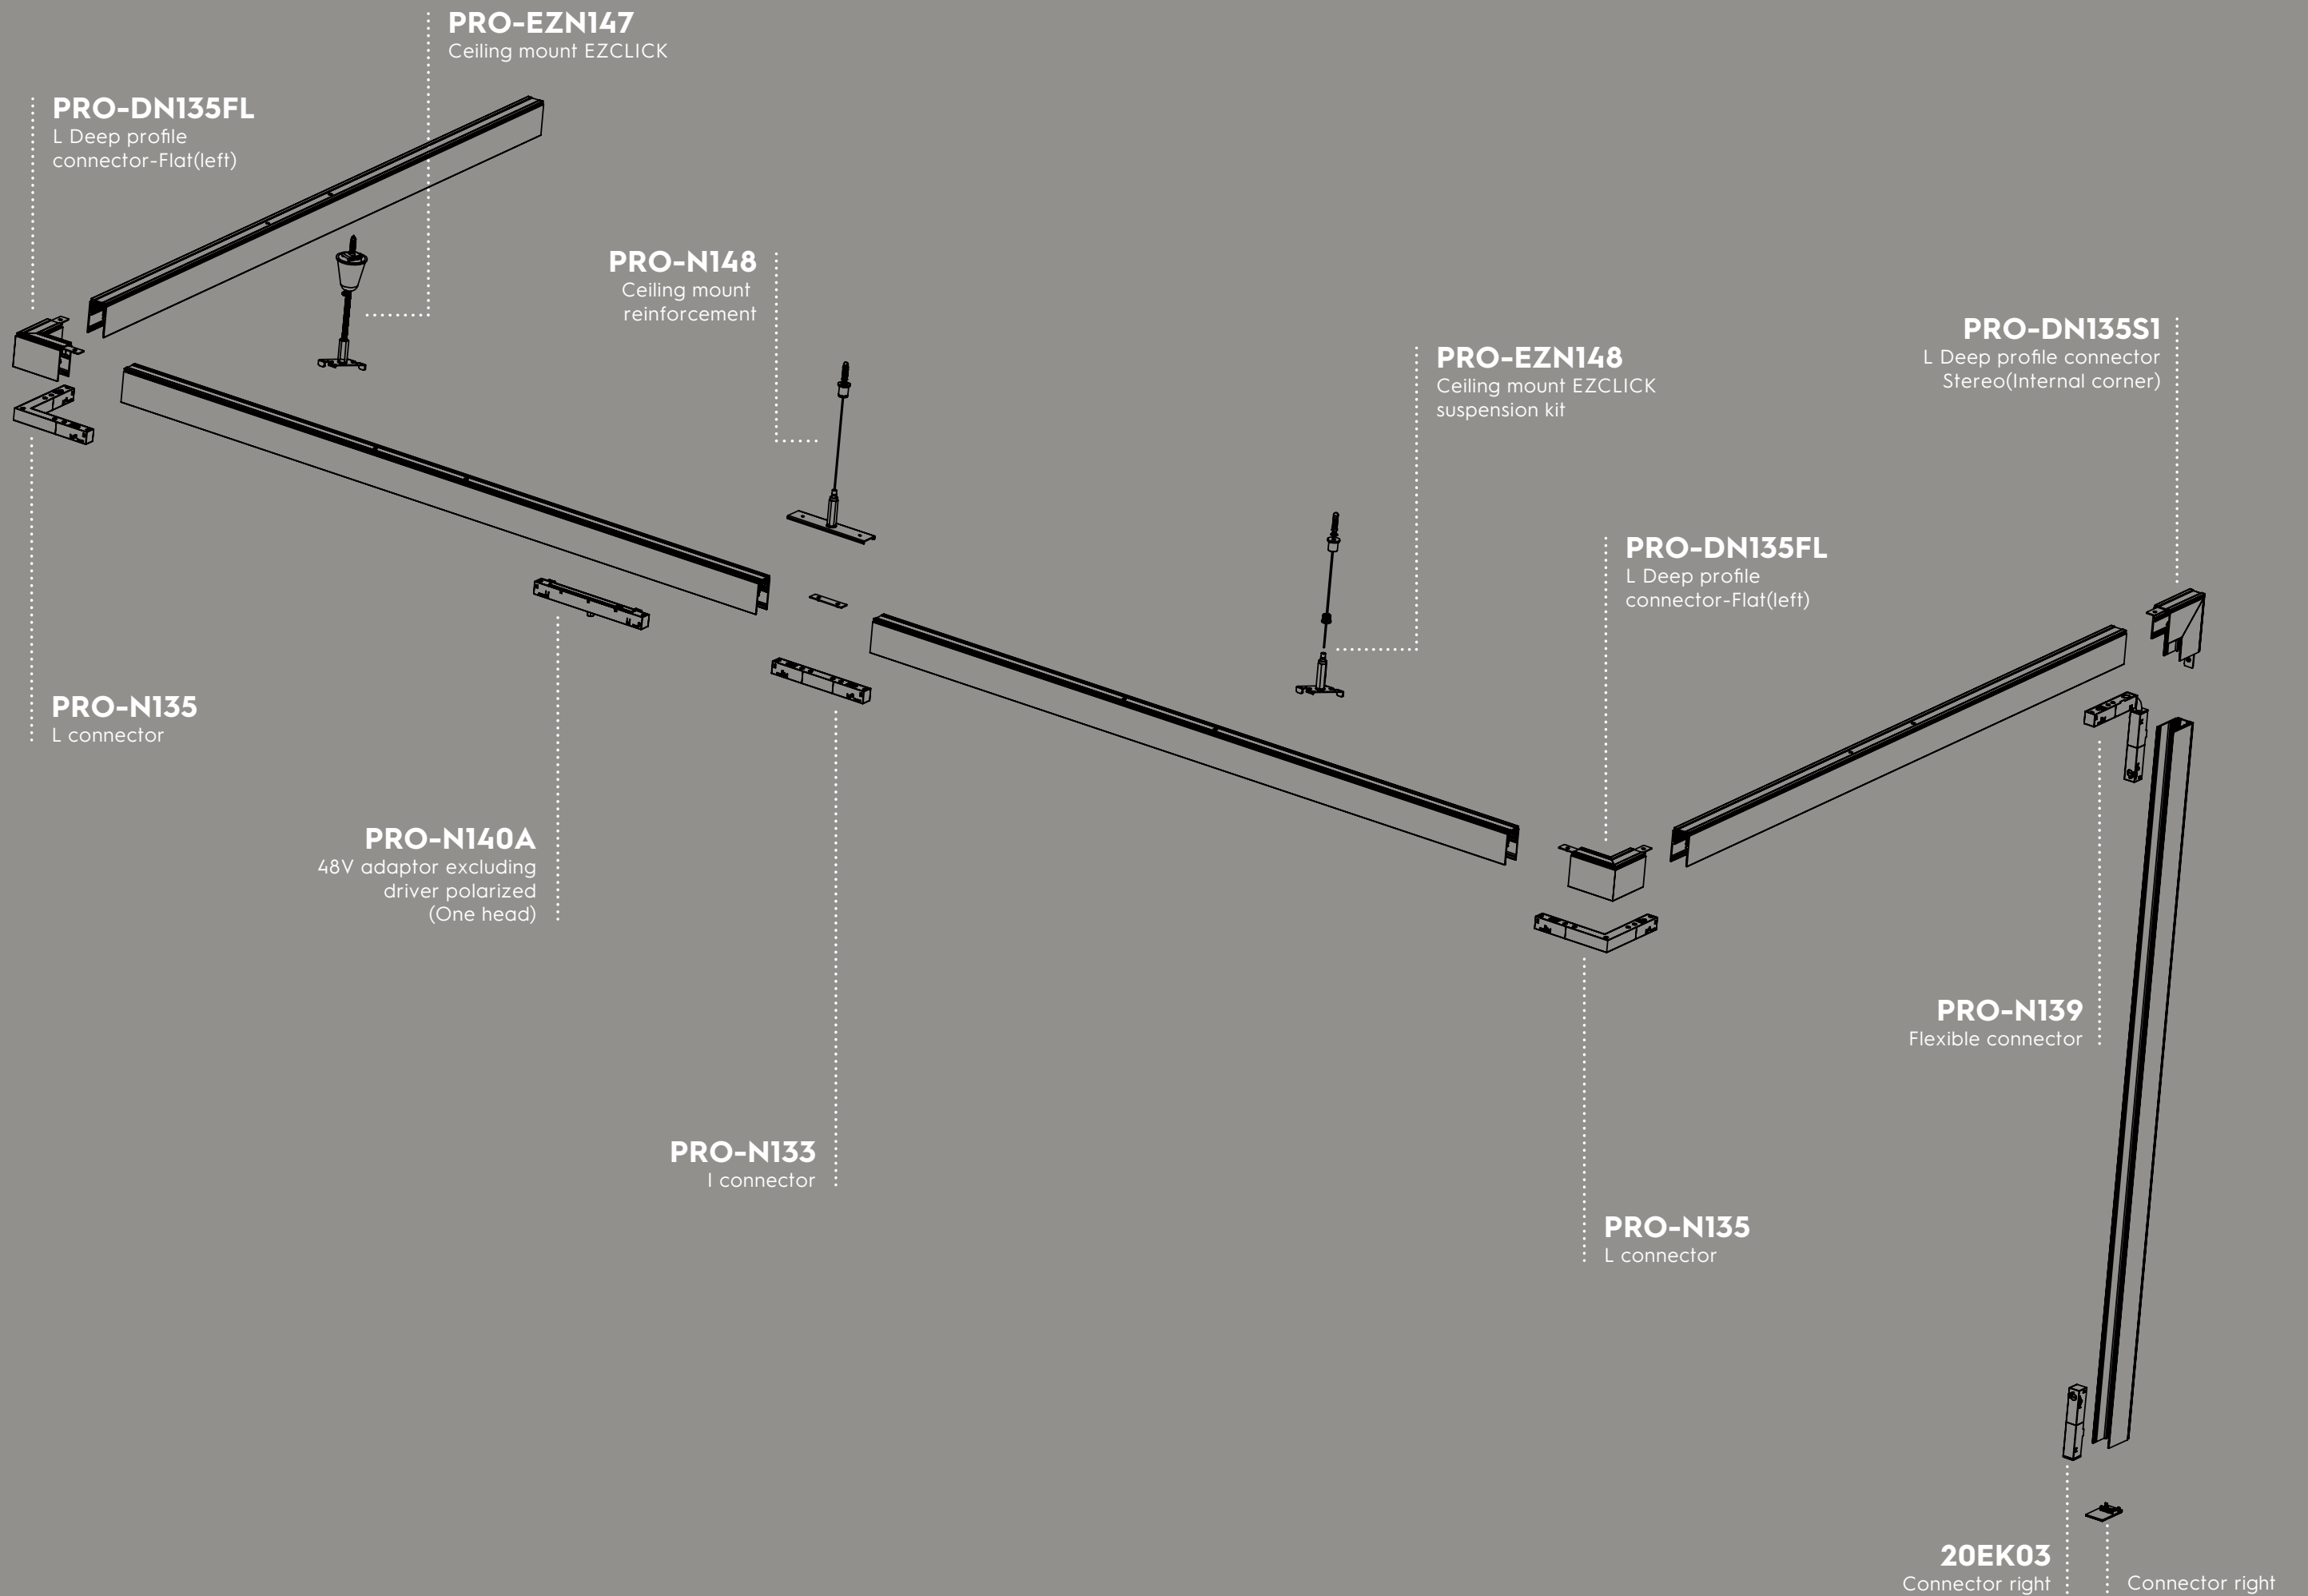 PRO-EZN147
Ceiling mount EZCLICK
PRO-DN135FL
L Deep profile
connector-Flat(left)
PRO-N148
Ceiling mount
reinforcement
PRO-DN135S1
L Deep profile connector
Stereo(Internal corner)
PRO-EZN148
Ceiling mount EZCLICK
suspension kit
PRO-DN135FL
L Deep profile
connector-Flat(left)
PRO-N135
L connector
PRO-N140A
48V adaptor excluding
driver polarized
(One head)
PRO-N139
Flexible connector
PRO-N133
I connector
PRO-N135
L connector
20EK03
Connector right
Connector right